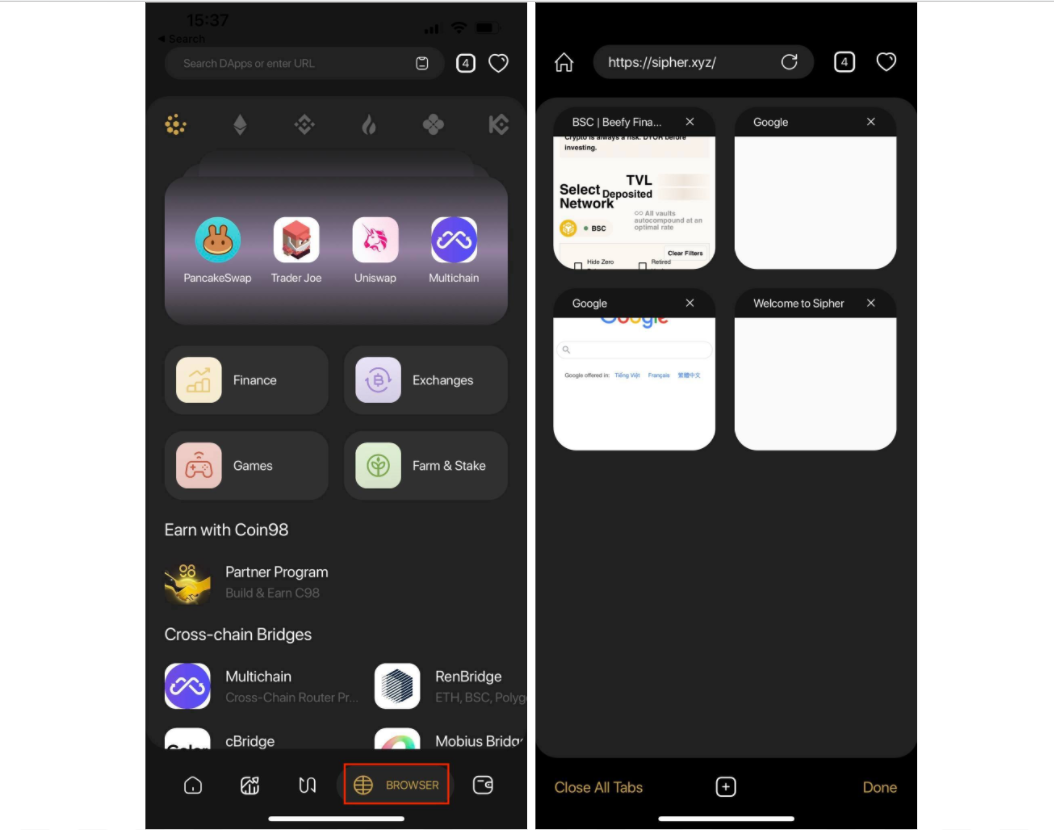 15:37
Search
Search DApps or enter URL
4
PancakeSwap
Trader Joe
Uniswap
Multichain
Finance
Exchanges
Games
Farm & Stake
Earn with Coin98
98
Partner Program
Build & Earn C98
Cross-chain Bridges
Multichain
Cross-Chain Router Pr...
RenBridge
ETH, BSC, Polyg
cBridge
Mobius Bridg
BROWSER
https://sipher.xyz/
4
BSC | Beefy Fina...
Crypto is always a risk. DYOR before
investing.
Select
Network
TVL
Deposited
All vaults
autocompound at an
optimal rate
BSC
Clear Filters
Hide Zero
Retired
Google
Google
Google
Google offered in: Tiếng Việt Français 繁體中文
Welcome to Sipher
Close All Tabs
Done